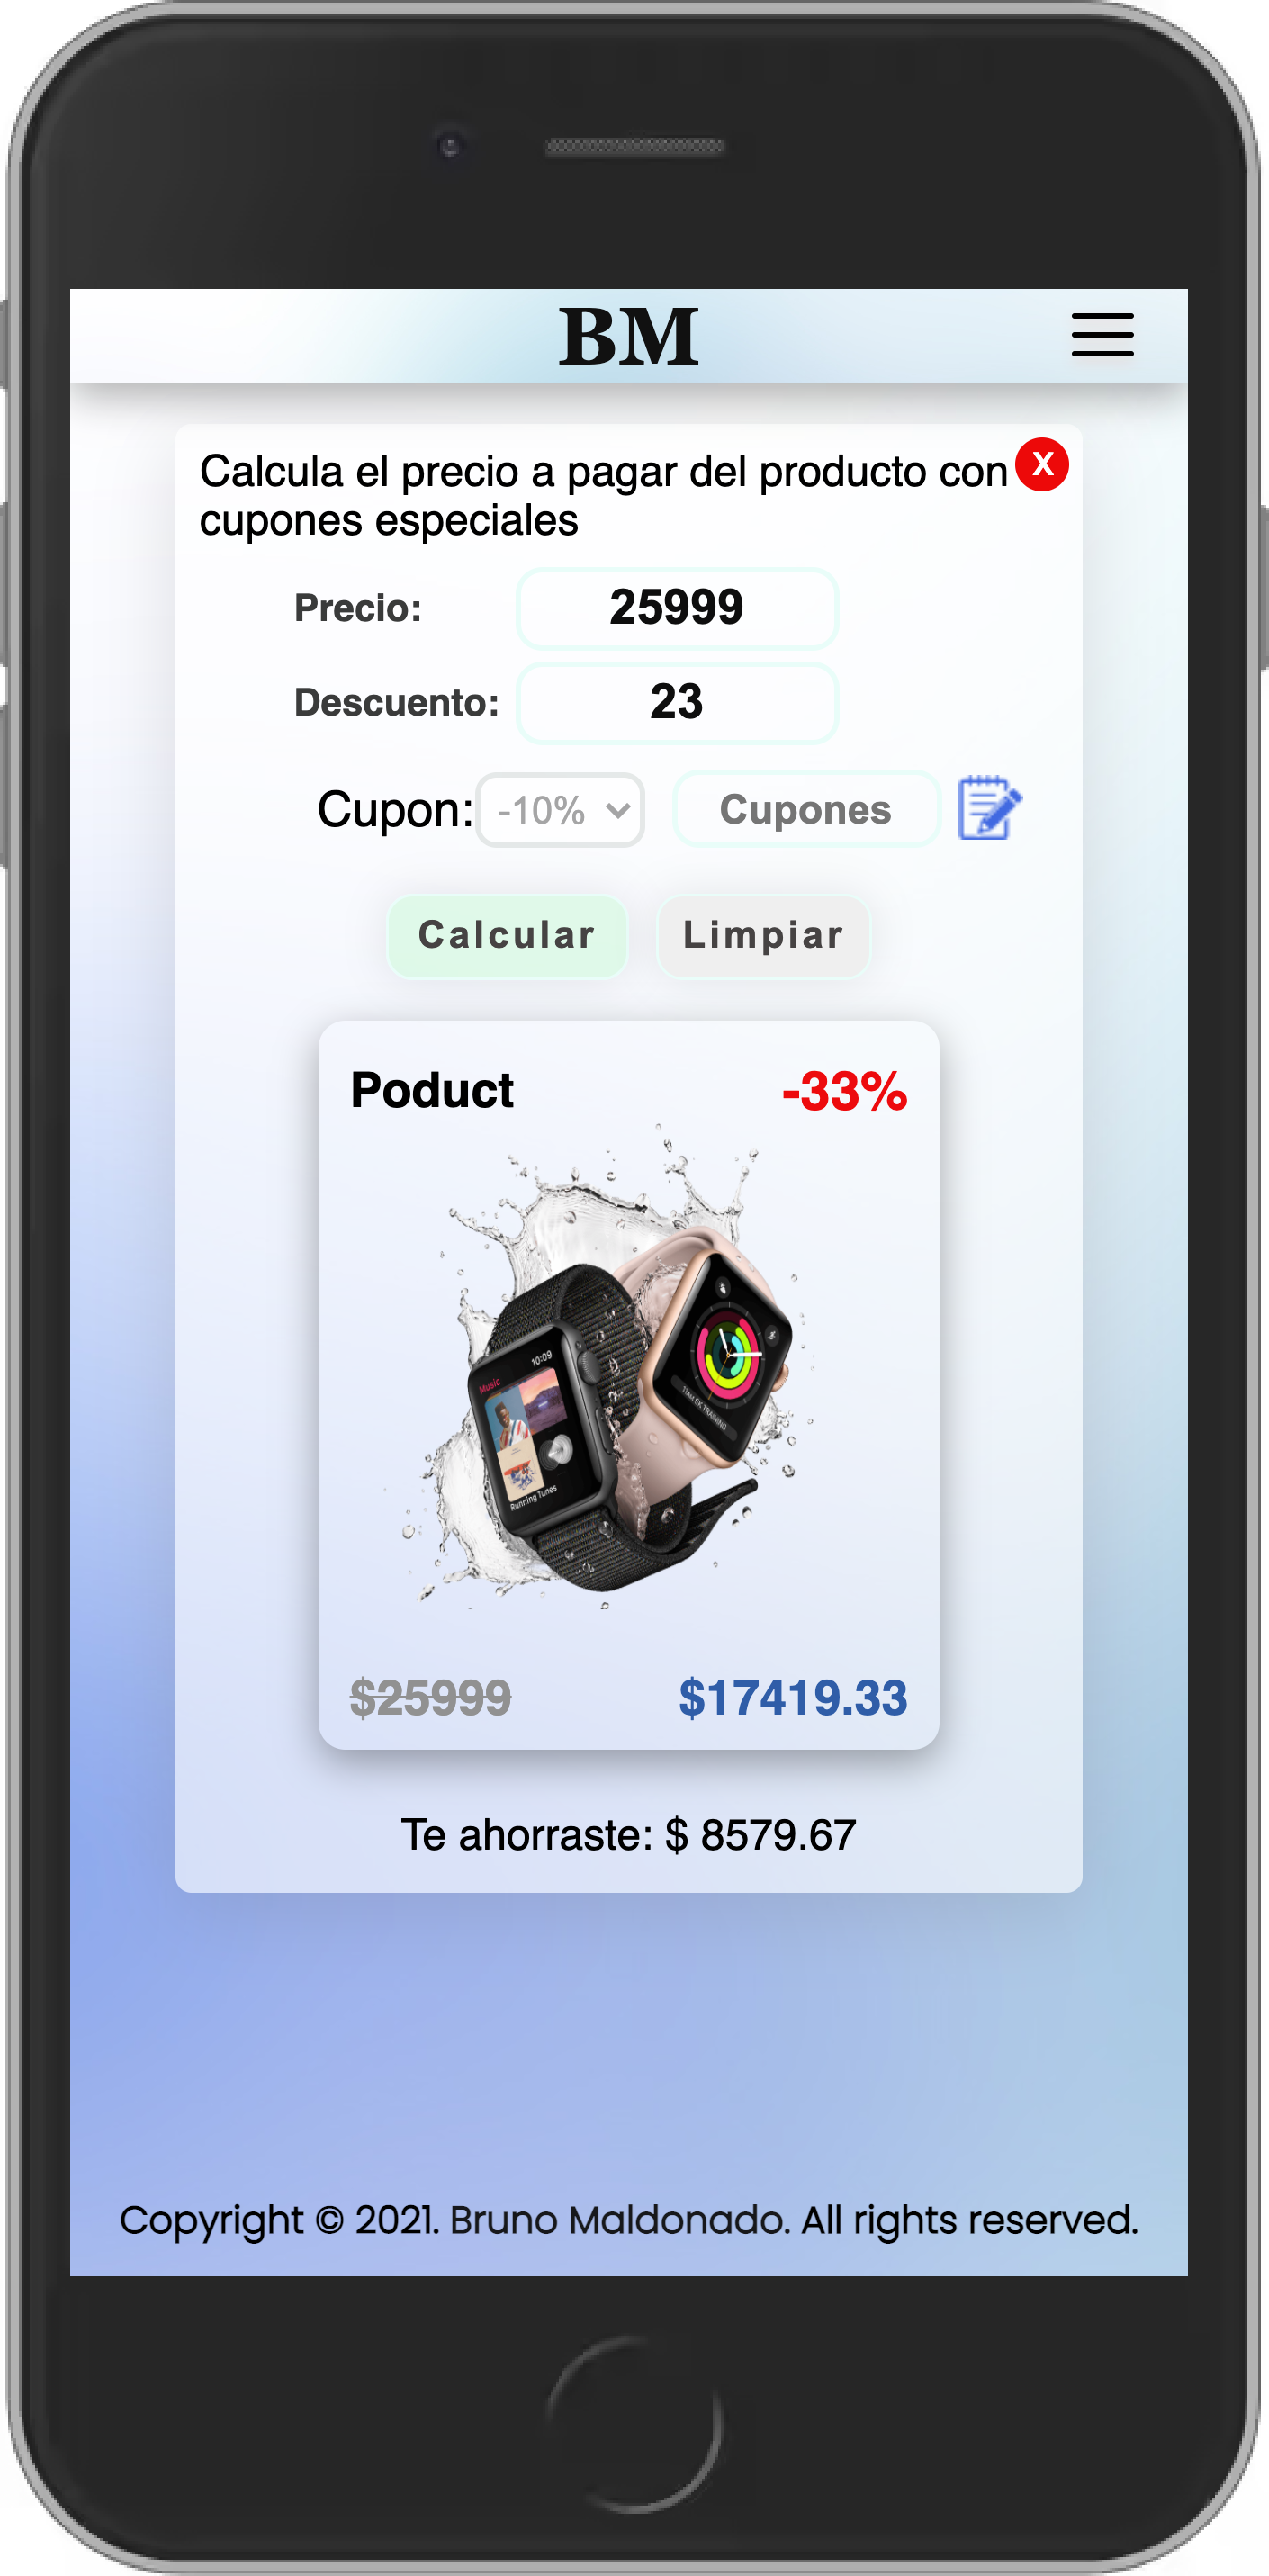 BM
Calcula el precio a pagar del producto con
cupones especiales
X
Precio: 25999
Descuento: 23
Cupon: -10% Cupones
Calcular Limpiar
Poduct -33%
10:09
Music
Running Tunes
$25999 $17419.33
Te ahorraste: $ 8579.67
Copyright © 2021. Bruno Maldonado. All rights reserved.